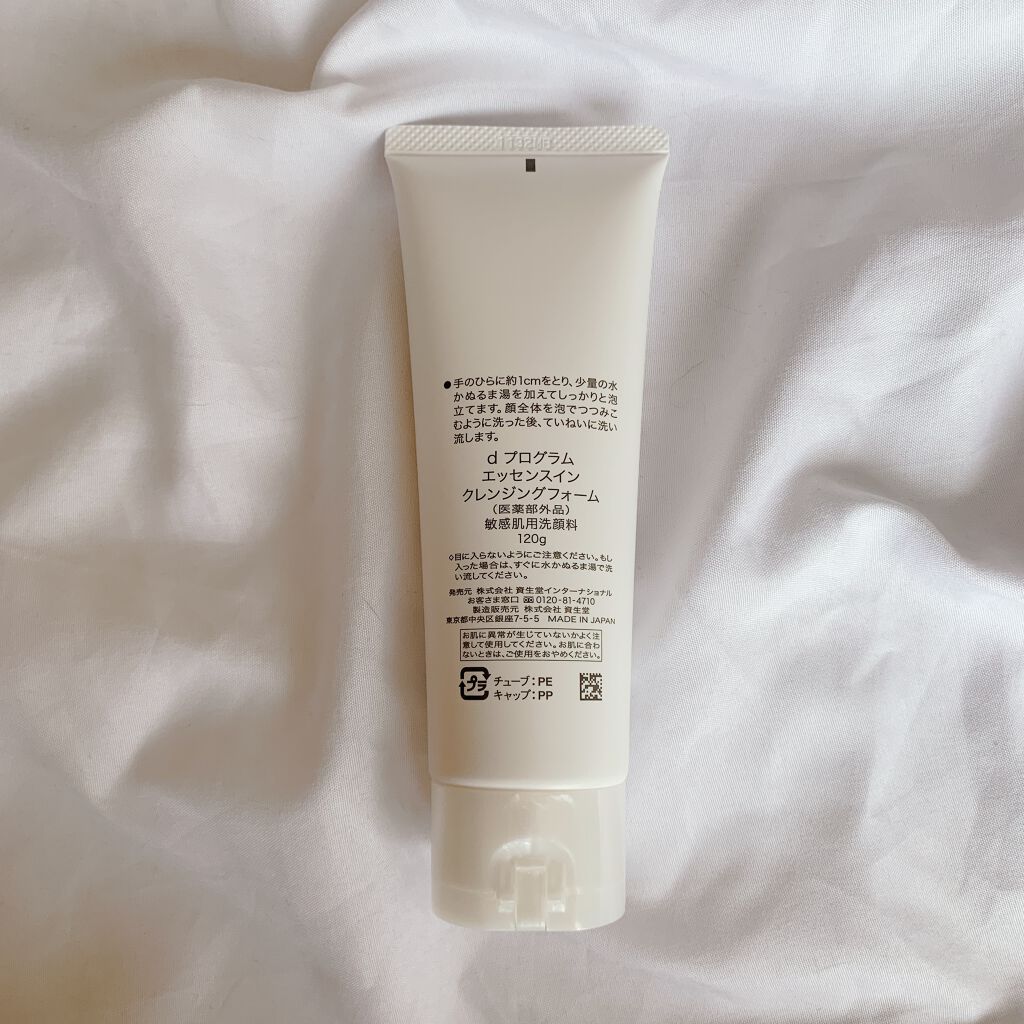 1132MB
●手のひらに約1cmをとり、少量の水
かぬるま湯を加えてしっかりと泡
立てます。顔全体を泡でつつみこ
むように洗った後、ていねいに洗い
流します。
d プログラム
エッセンスイン
クレンジングフォーム
(医薬部外品)
敏感肌用洗顔料
120g
◊目に入らないようにご注意ください。もし
入った場合は、すぐに水かぬるま湯で洗
い流してください。
発売元 株式会社 資生堂インターナショナル
お客さま窓口 0120-81-4710
製造販売元 株式会社 資生堂
東京都中央区銀座7-5-5 MADE IN JAPAN
お肌に異常が生じていないかよく注
意して使用してください。お肌に合わ
ないときは、ご使用をおやめください。
プラ チューブ:PE
キャップ:PP